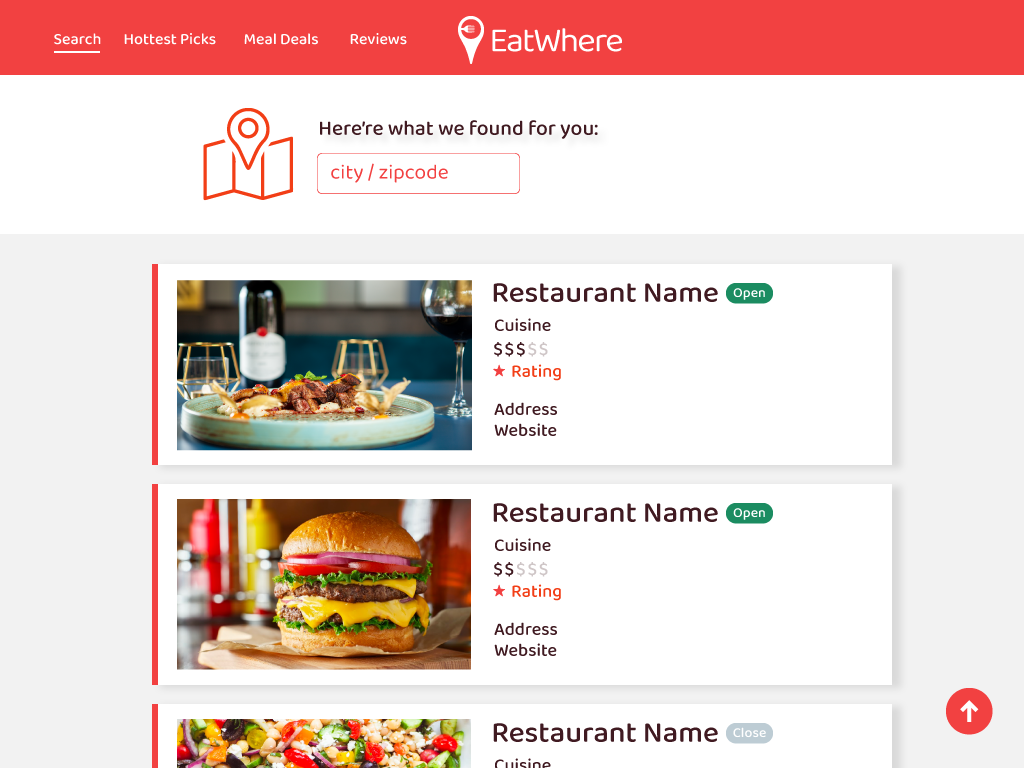 Search Hottest Picks Meal Deals Reviews EatWhere
Here're what we found for you:
city / zipcode
Restaurant Name Open
Cuisine
$$$$$
★ Rating
Address
Website
Restaurant Name Open
Cuisine
$$$$$
★ Rating
Address
Website
Restaurant Name Close
Cuisine